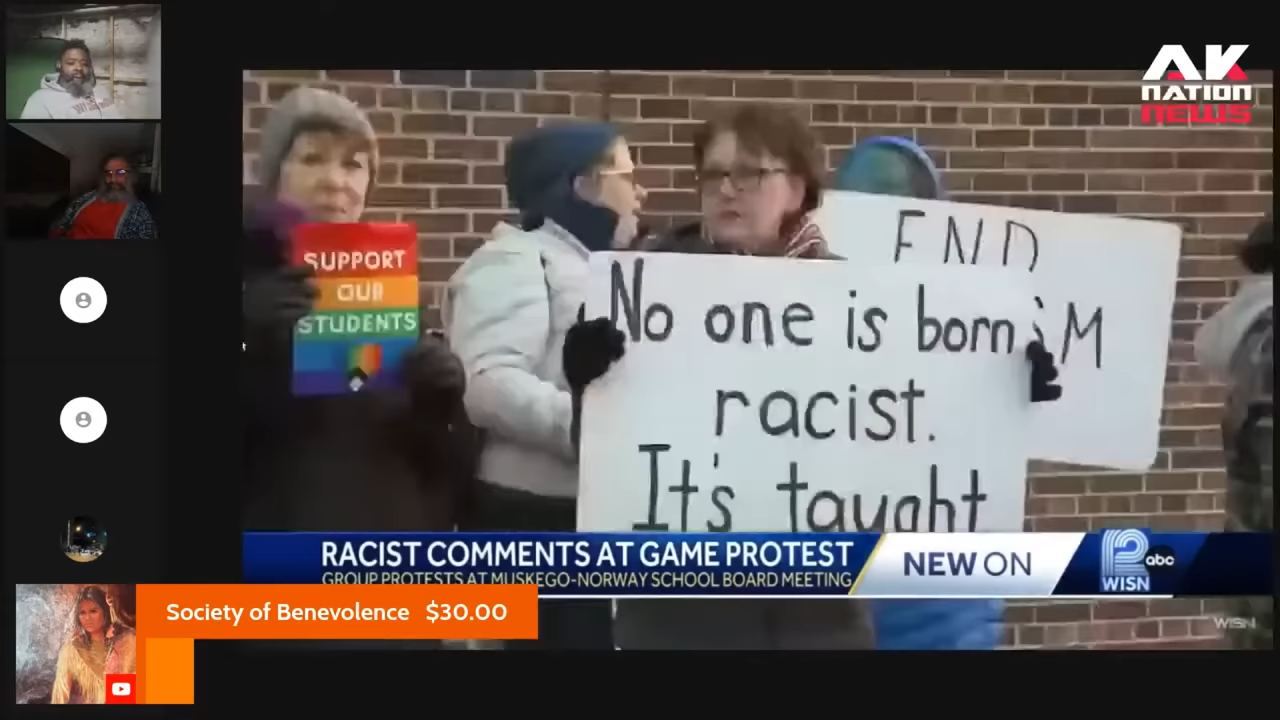 AK
NATION
NEWS
SUPPORT
OUR
STUDENTS
END
No one is born
racist.
It's taught
RACIST COMMENTS AT GAME PROTEST
GROUP PROTESTS AT MUSKEGO-NORWAY SCHOOL BOARD MEETING
NEW ON
2
abc
WISN
WISN
Society of Benevolence $30.00